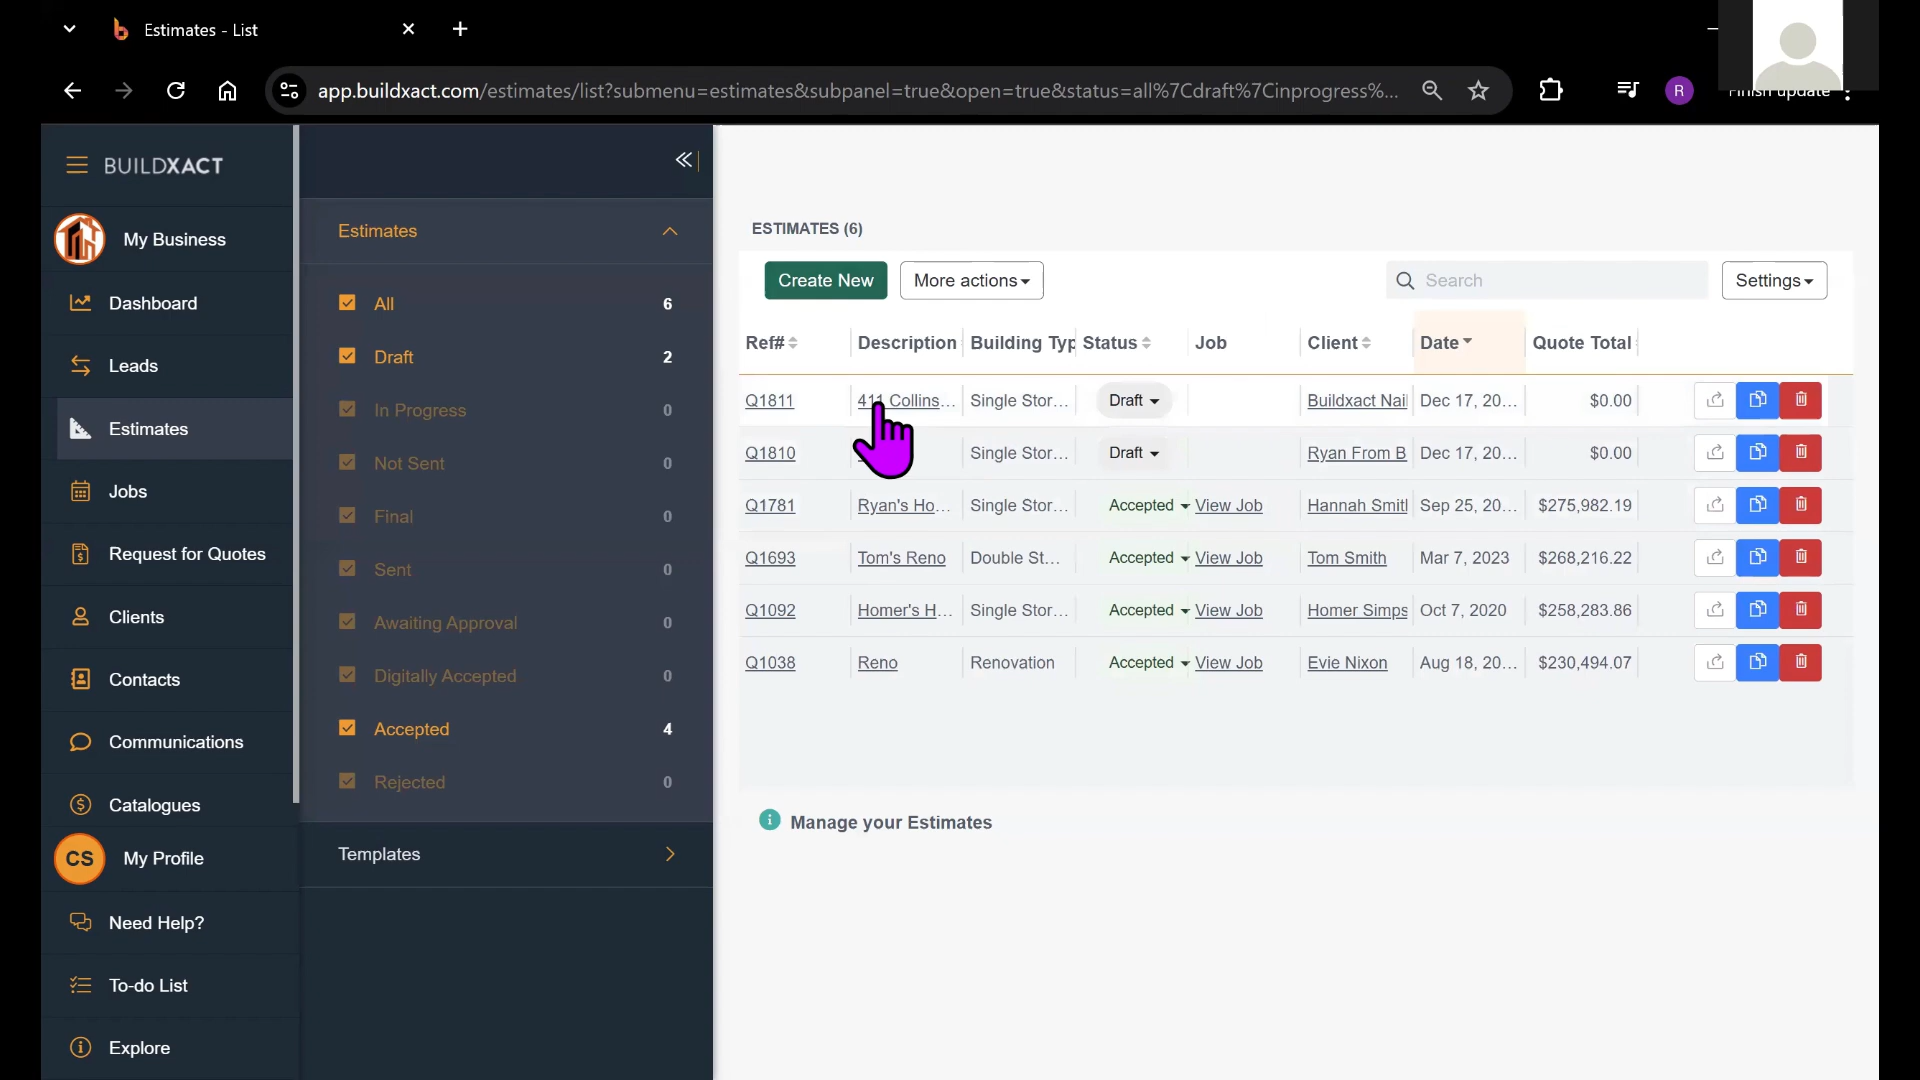 Estimates - List
app.buildxact.com/estimates/list?submenu=estimates&subpanel=true&open=true&status=all%7Cdraft%7Cinprogress%...
R
Finish update
BUILDXACT
My Business
Dashboard
Leads
Estimates
Jobs
Request for Quotes
Clients
Contacts
Communications
Catalogues
CS My Profile
Need Help?
To-do List
Explore
Estimates
All 6
Draft 2
In Progress 0
Not Sent 0
Final 0
Sent 0
Awaiting Approval 0
Digitally Accepted 0
Accepted 4
Rejected 0
Templates
ESTIMATES (6)
Create New More actions Search Settings
Ref# Description Building Typ Status Job Client Date Quote Total
Q1811 411 Collins... Single Stor... Draft Buildxact Nai Dec 17, 20... $0.00
Q1810 Single Stor... Draft Ryan From B Dec 17, 20... $0.00
Q1781 Ryan's Ho... Single Stor... Accepted View Job Hannah Smit Sep 25, 20... $275,982.19
Q1693 Tom's Reno Double St... Accepted View Job Tom Smith Mar 7, 2023 $268,216.22
Q1092 Homer's H... Single Stor... Accepted View Job Homer Simps Oct 7, 2020 $258,283.86
Q1038 Reno Renovation Accepted View Job Evie Nixon Aug 18, 20... $230,494.07
Manage your Estimates